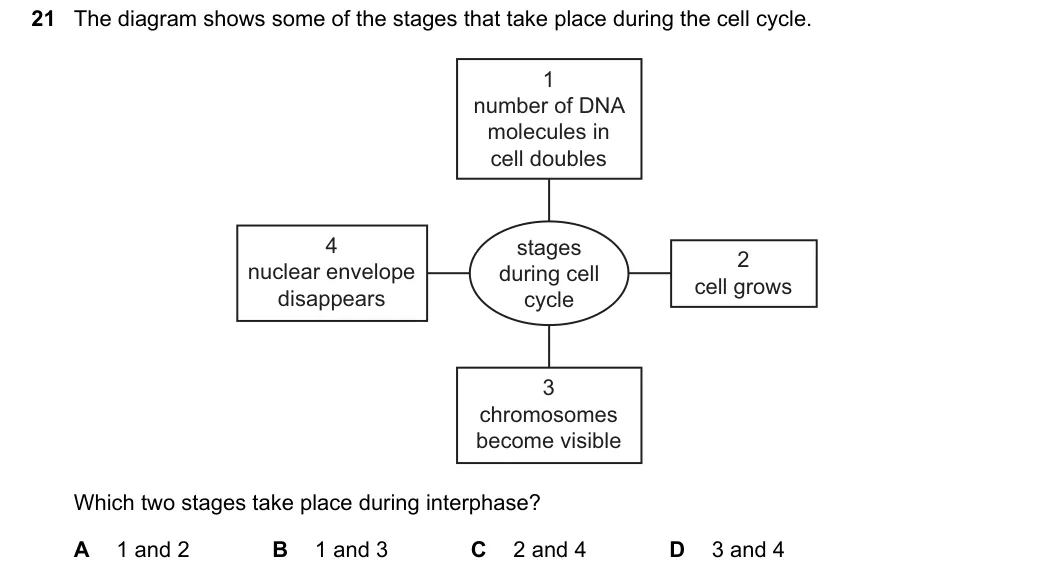 21 The diagram shows some of the stages that take place during the cell cycle.
1
number of DNA
molecules in
cell doubles
4
nuclear envelope
disappears
stages
during cell
cycle
2
cell grows
3
chromosomes
become visible
Which two stages take place during interphase?
A 1 and 2 B 1 and 3 C 2 and 4 D 3 and 4